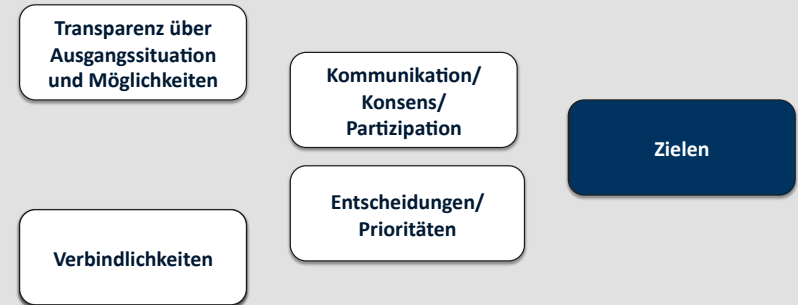 Transparenz über
Ausgangssituation
und Möglichkeiten
Kommunikation/
Konsens/
Partizipation
Zielen
Entscheidungen/
Prioritäten
Verbindlichkeiten